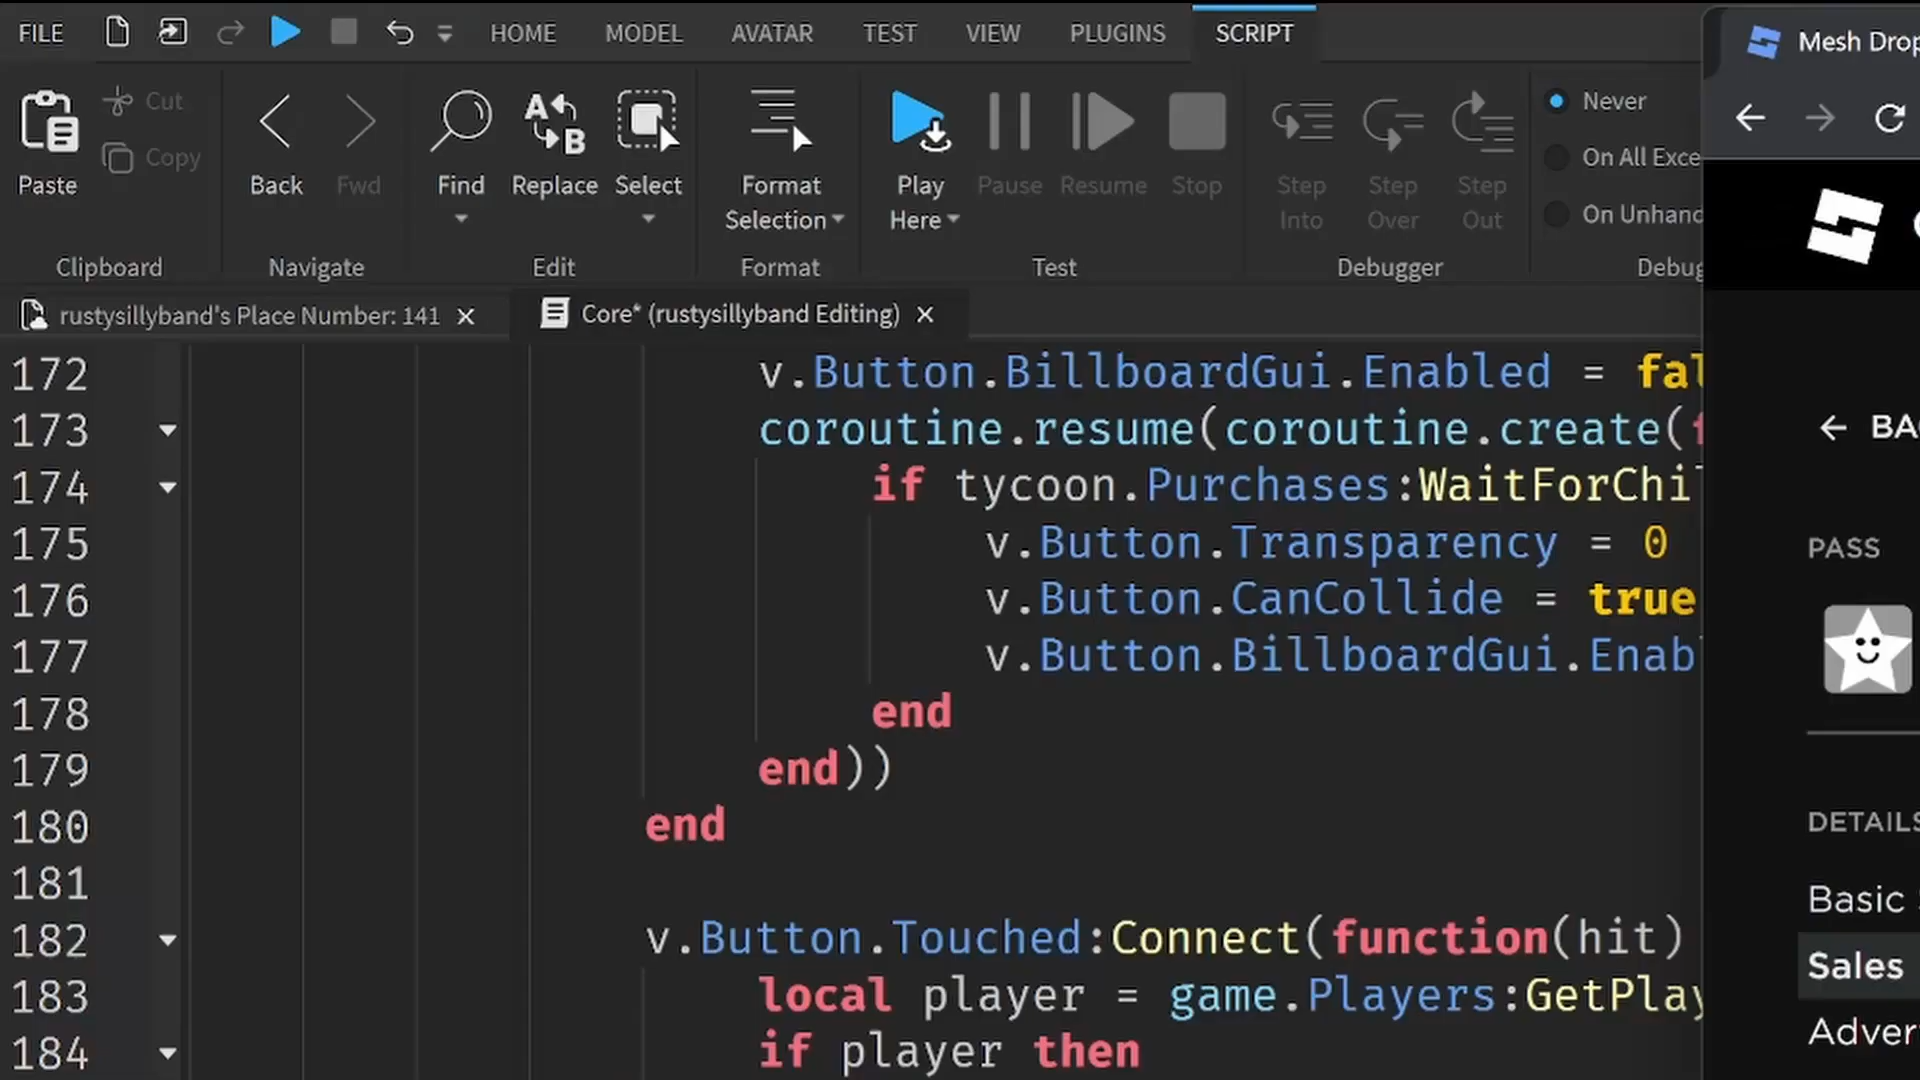 FILE HOME MODEL AVATAR TEST VIEW PLUGINS SCRIPT
Paste Cut Copy
Back Fwd
Find Replace Select
Format Selection
Play Here Pause Resume Stop
Step Into Step Over Step Out
Never
On All Exce
On Unhand
Clipboard Navigate Edit Format Test Debugger Debug
rustysillyband's Place Number: 141 Core* (rustysillyband Editing)
172 v.Button.BillboardGui.Enabled = fal
173 coroutine.resume(coroutine.create(f
174 if tycoon.Purchases:WaitForChil
175 v.Button.Transparency = 0
176 v.Button.CanCollide = true
177 v.Button.BillboardGui.Enabl
178 end
179 end))
180 end
181
182 v.Button.Touched:Connect(function(hit)
183 local player = game.Players:GetPlay
184 if player then
Mesh Drop
BAC
PASS
DETAILS
Basic
Sales
Adver